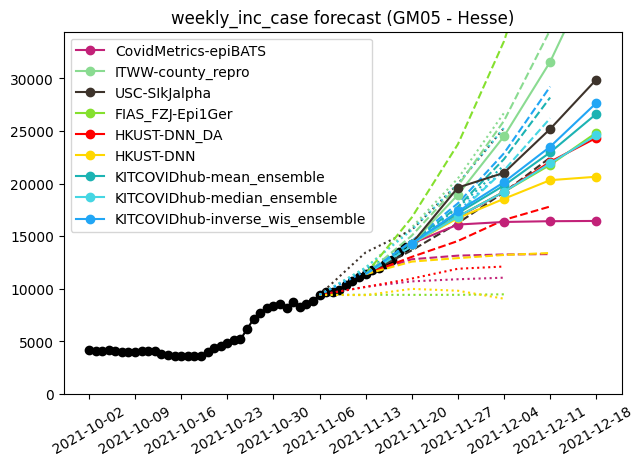 weekly_inc_case forecast (GM05 - Hesse)
CovidMetrics-epiBATS
ITWW-county_repro
USC-SIkJalpha
FIAS_FZJ-Epi1Ger
HKUST-DNN_DA
HKUST-DNN
KITCOVIDhub-mean_ensemble
KITCOVIDhub-median_ensemble
KITCOVIDhub-inverse_wis_ensemble
30000
25000
20000
15000
10000
5000
0
2021-10-02
2021-10-09
2021-10-16
2021-10-23
2021-10-30
2021-11-06
2021-11-13
2021-11-20
2021-11-27
2021-12-04
2021-12-11
2021-12-18